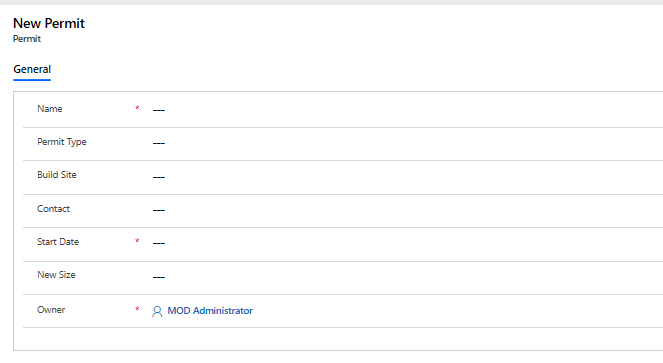 New Permit
Permit
General
Name * ---
Permit Type ---
Build Site ---
Contact ---
Start Date * ---
New Size ---
Owner * MOD Administrator